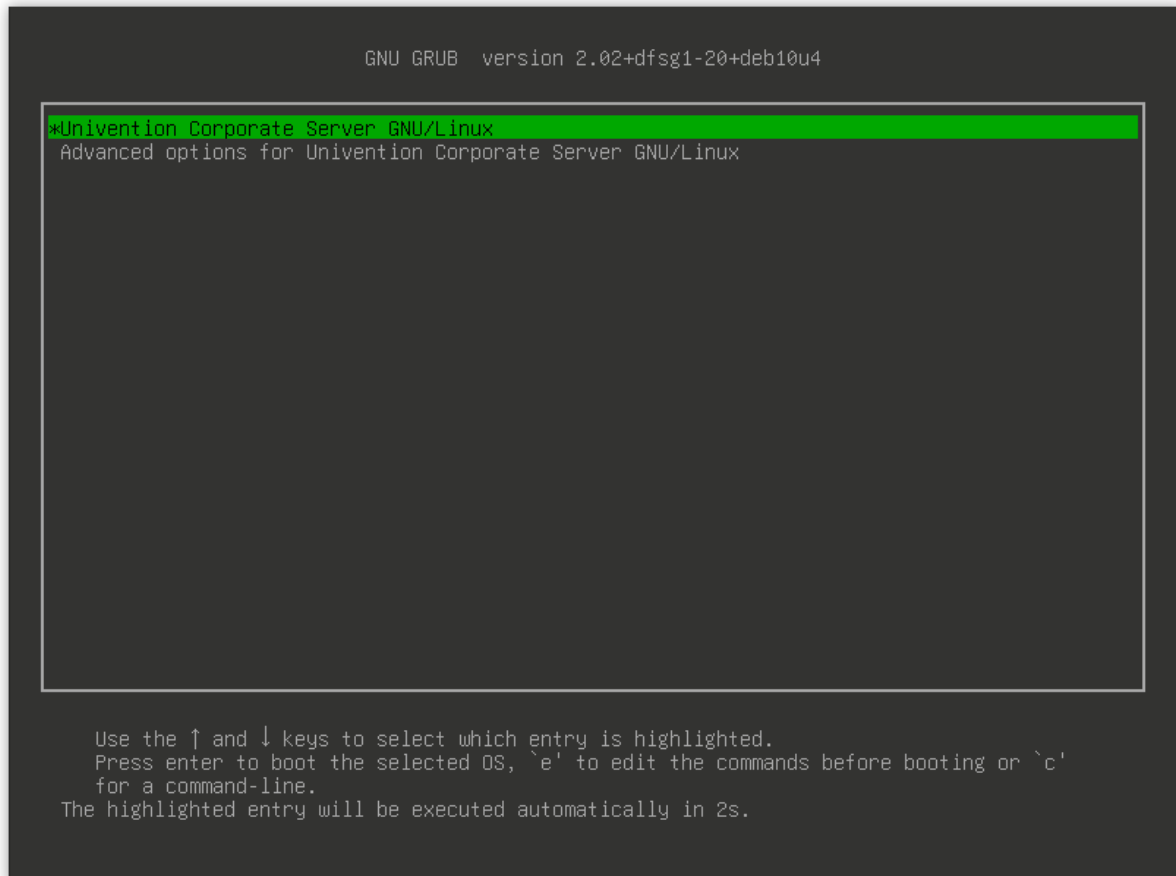 GNU GRUB  version 2.02+dfsg1-20+deb10u4
*Univention Corporate Server GNU/Linux
Advanced options for Univention Corporate Server GNU/Linux
Use the ↑ and ↓ keys to select which entry is highlighted.
Press enter to boot the selected OS, `e' to edit the commands before booting or `c'
for a command-line.
The highlighted entry will be executed automatically in 2s.